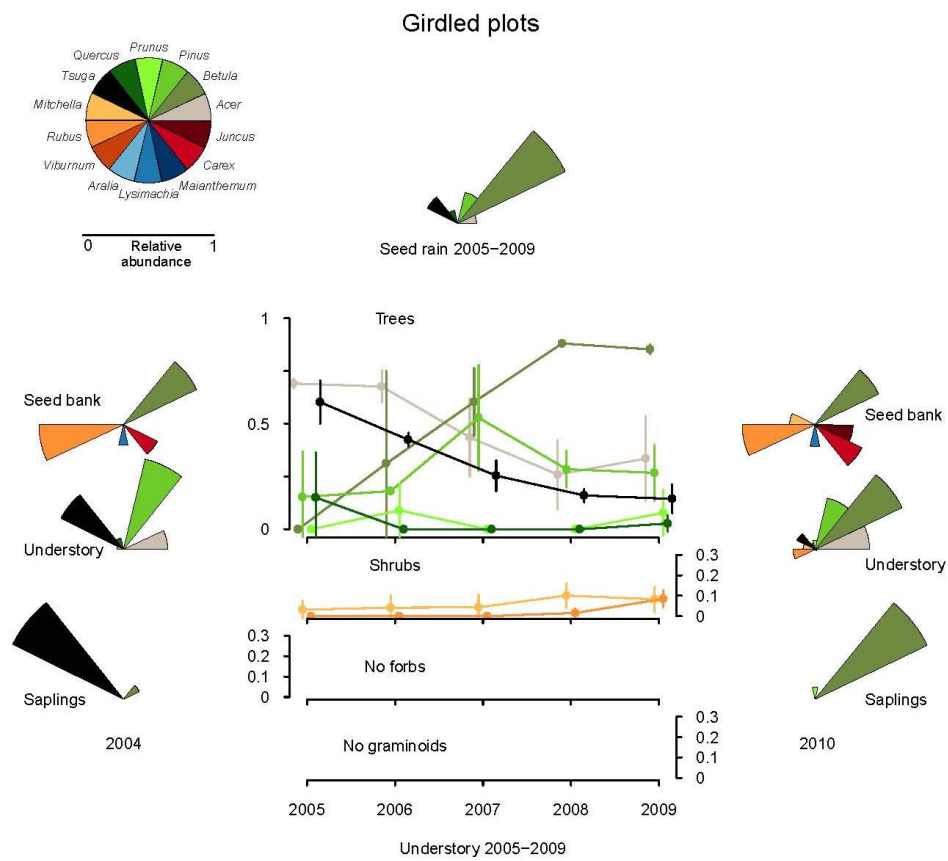 Girdled plots
Prunus
Quercus
Pinus
Tsuga
Betula
Mitchella
Acer
Rubus
Juncus
Viburnum
Carex
Aralia
Maianthemum
Lysimachia
0 Relative 1
abundance
Seed rain 2005−2009
1
Trees
0.5
0
Seed bank
Understory
Saplings
2004
Seed bank
Understory
Saplings
2010
Shrubs
0.3
0.2
0.1
0
0.3
0.2
0.1
0
No forbs
No graminoids
0.3
0.2
0.1
0
2005 2006 2007 2008 2009
Understory 2005−2009